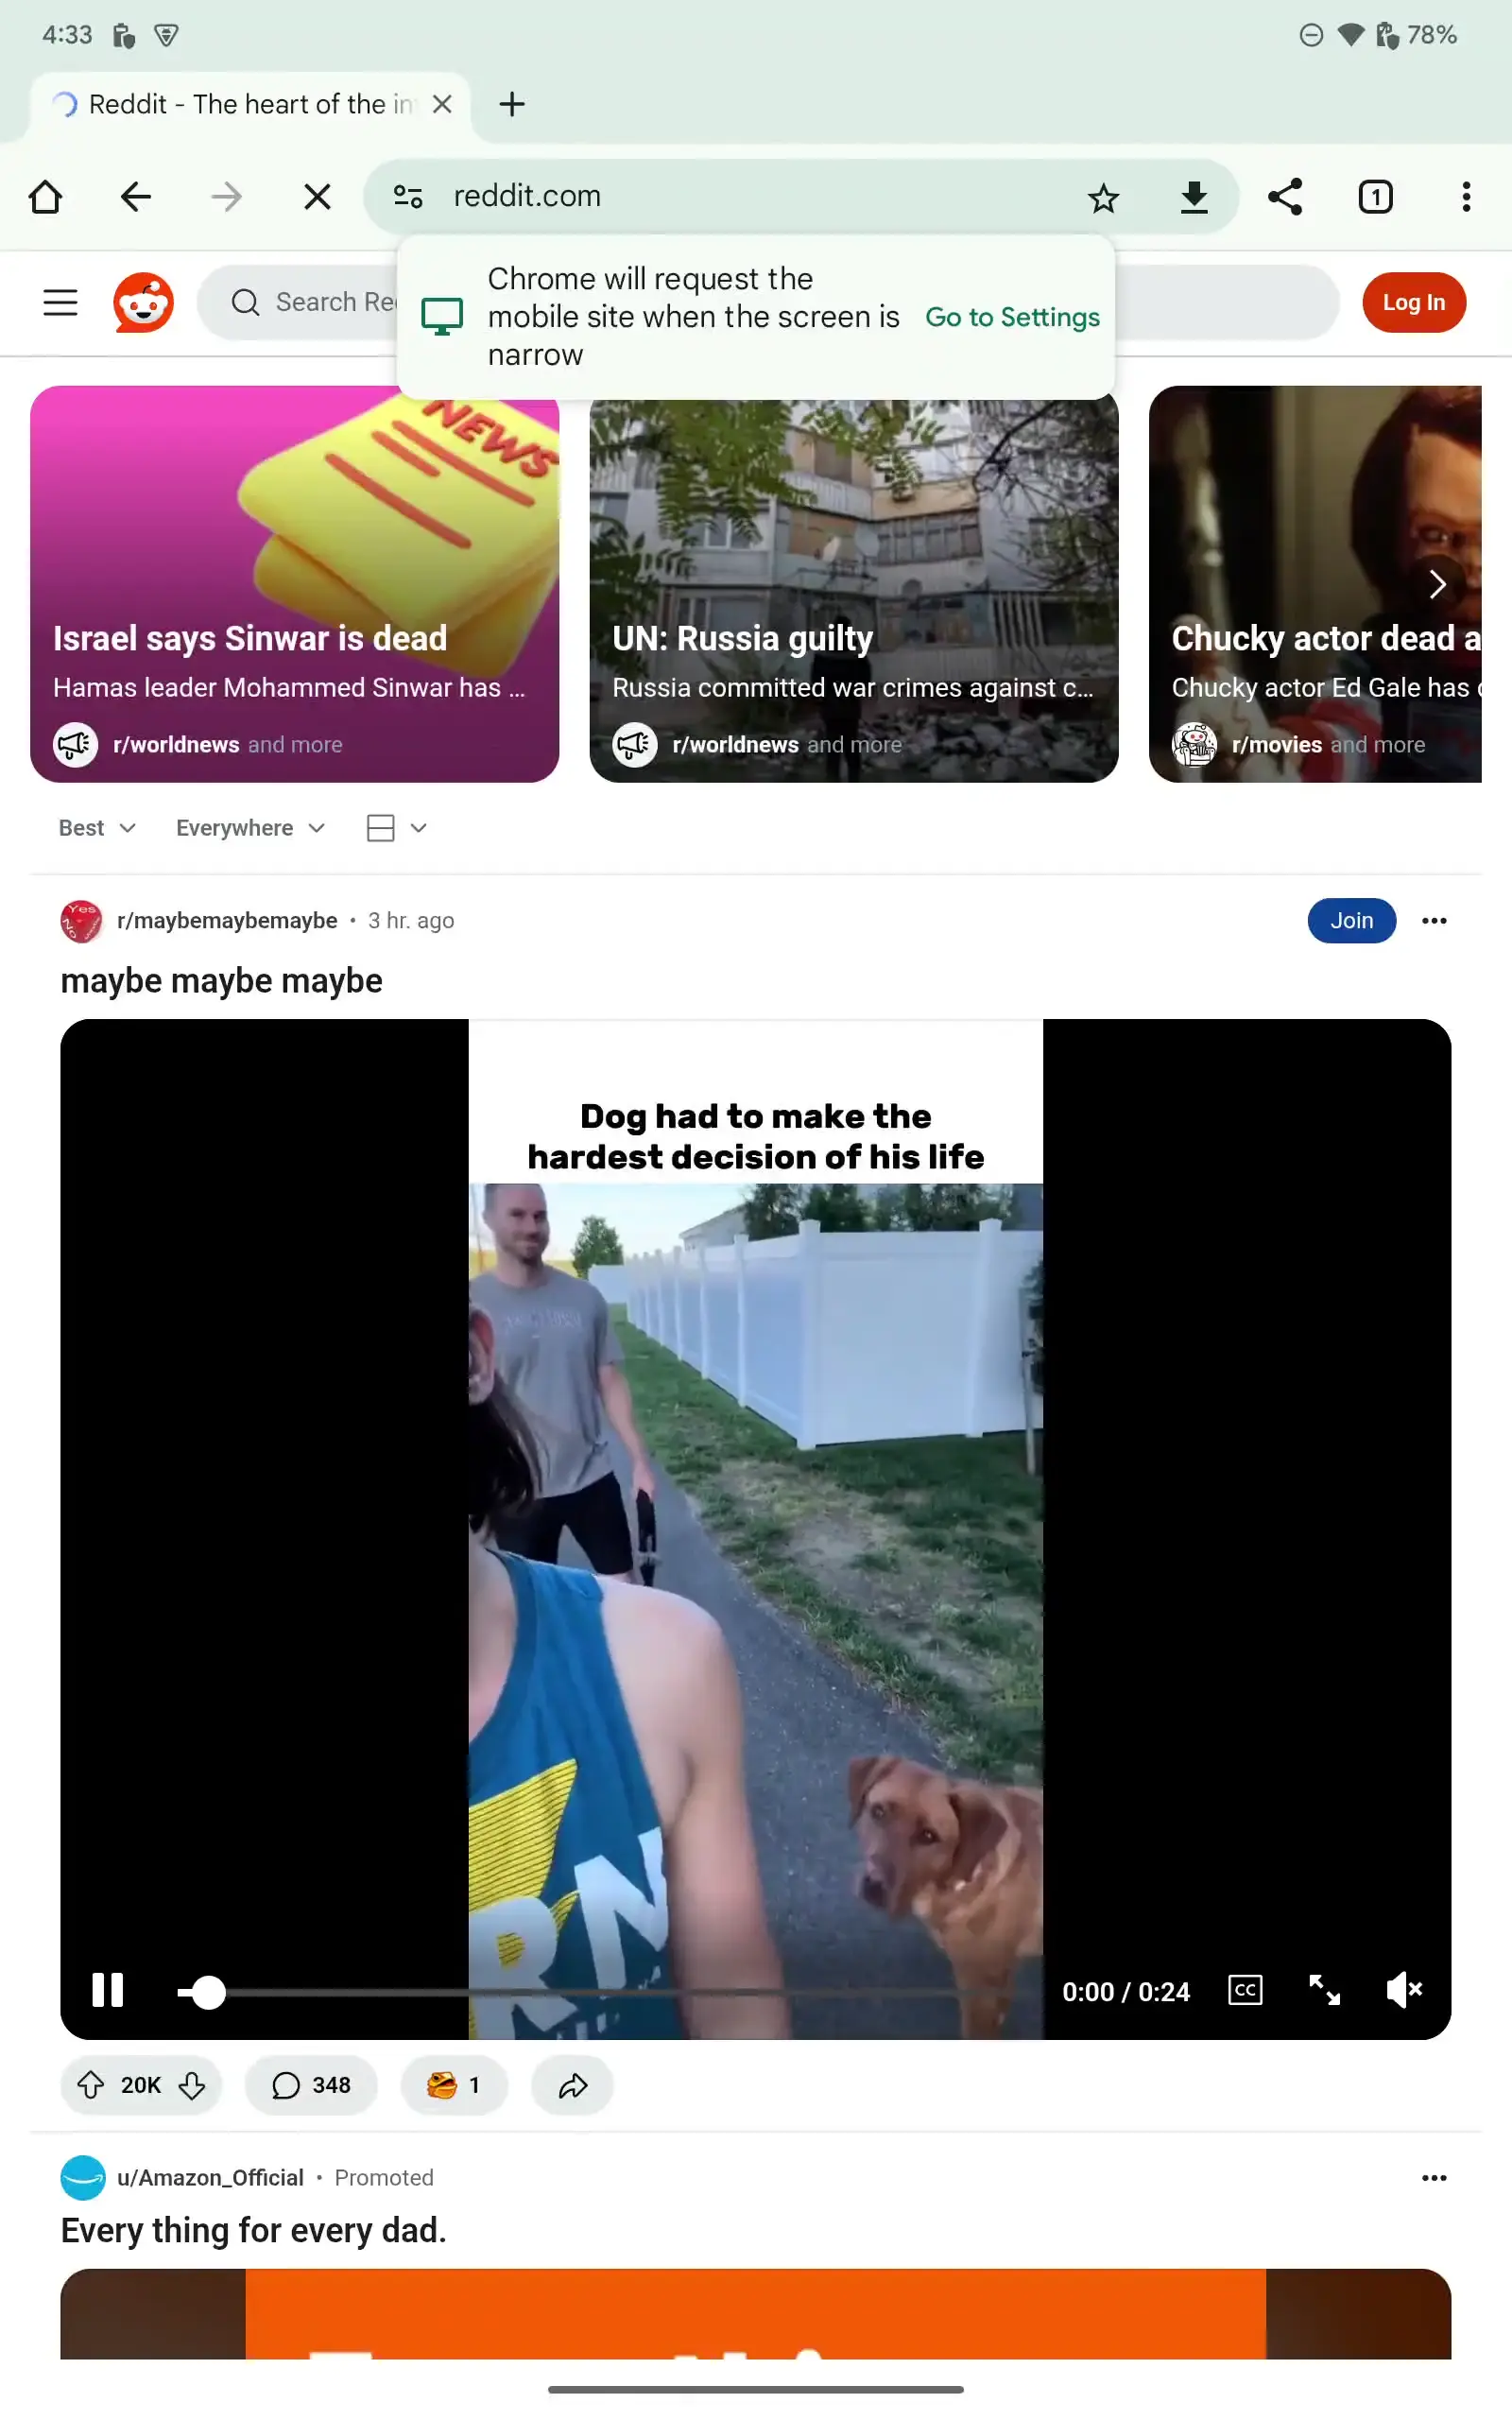 4:33
78%
Reddit - The heart of the in
reddit.com
1
Chrome will request the
mobile site when the screen is
narrow
Go to Settings
Search Re
Log In
NEWS
Israel says Sinwar is dead
Hamas leader Mohammed Sinwar has ...
r/worldnews and more
UN: Russia guilty
Russia committed war crimes against c...
r/worldnews and more
Chucky actor dead a
Chucky actor Ed Gale has
r/movies and more
Best
Everywhere
Yes
NO
r/maybemaybemaybe • 3 hr. ago
Join
maybe maybe maybe
Dog had to make the
hardest decision of his life
RN
0:00 / 0:24
CC
20K
348
1
u/Amazon_Official • Promoted
Every thing for every dad.